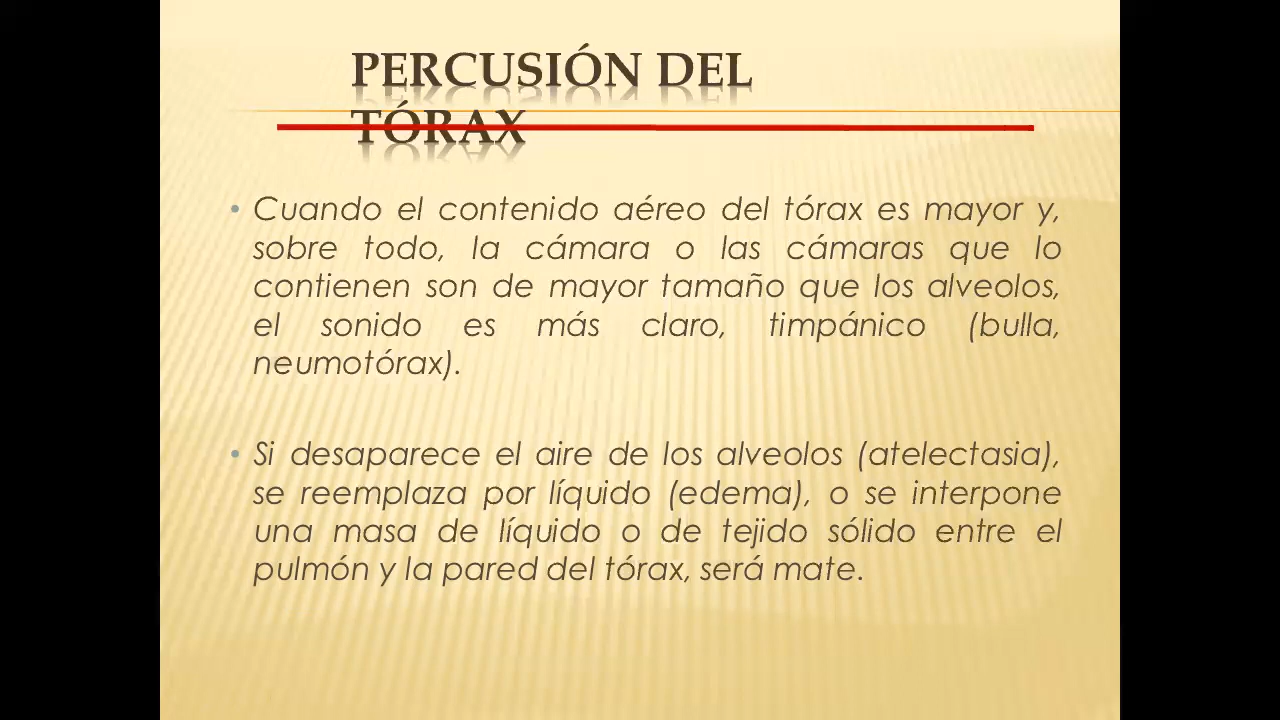 PERCUSIÓN DEL
TÓRAX
• Cuando el contenido aéreo del tórax es mayor y,
sobre todo, la cámara o las cámaras que lo
contienen son de mayor tamaño que los alveolos,
el sonido es más claro, timpánico (bulla,
neumotórax).
• Si desaparece el aire de los alveolos (atelectasia),
se reemplaza por líquido (edema), o se interpone
una masa de líquido o de tejido sólido entre el
pulmón y la pared del tórax, será mate.